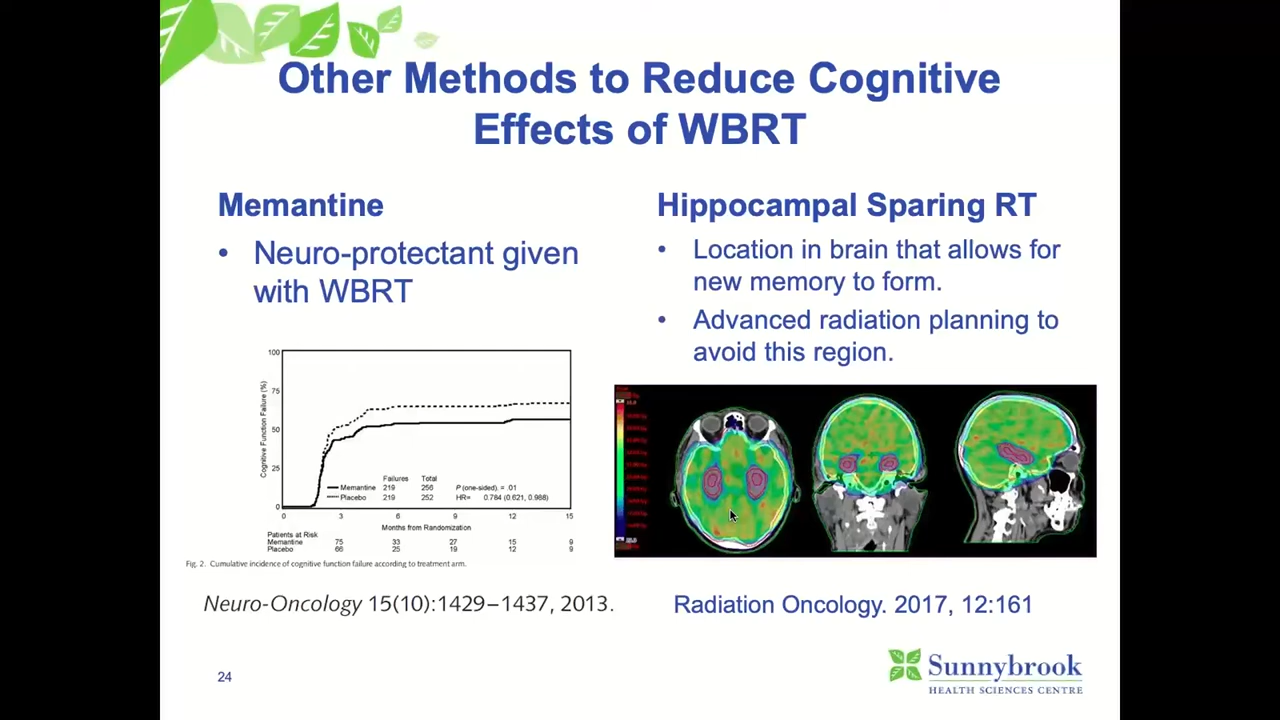 Other Methods to Reduce Cognitive
Effects of WBRT
Memantine
• Neuro-protectant given
with WBRT
100
75
50
25
0
Cognitive Function Failure (%)
Failures Total
Memantine 219 256 P (one-sided). = .01
Placebo 219 252 HR= 0.784 (0.621, 0.988)
0 3 6 9 12 15
Months from Randomization
Patients at Risk
Memantine 75 33 27 15 9
Placebo 66 25 19 12 9
Fig. 2. Cumulative incidence of cognitive function failure according to treatment arm.
Neuro-Oncology 15(10):1429–1437, 2013.
Hippocampal Sparing RT
• Location in brain that allows for
new memory to form.
• Advanced radiation planning to
avoid this region.
Radiation Oncology. 2017, 12:161
24
Sunnybrook
HEALTH SCIENCES CENTRE